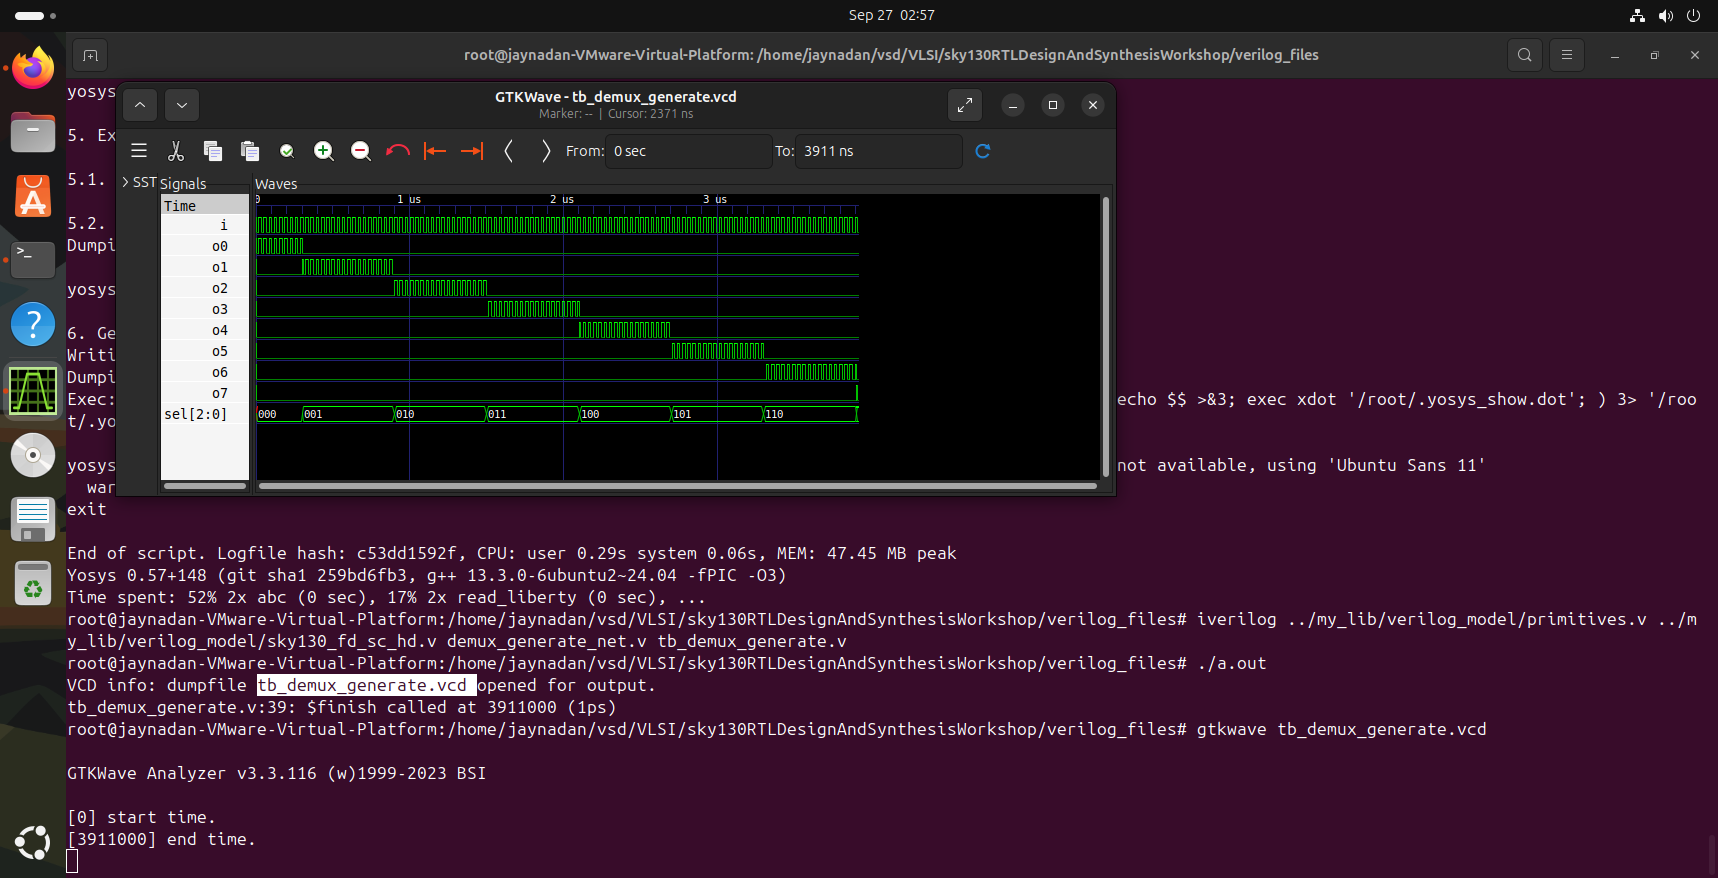 Sep 27 02:57
root@jaynadan-VMware-Virtual-Platform: /home/jaynadan/vsd/VLSI/sky130RTLDesignAndSynthesisWorkshop/verilog_files
yosys
5. Ex
5.1.
5.2.
Dumpi
yosys
6. Ge
Writi
Dumpi
Exec:
echo $$ >&3; exec xdot '/root/.yosys_show.dot'; ) 3> '/roo
t/.yo
yosys
not available, using 'Ubuntu Sans 11'
war
GTKWave - tb_demux_generate.vcd
Marker: -- | Cursor: 2371 ns
From: 0 sec To: 3911 ns
SST
Signals
Waves
Time
0 1 us 2 us 3 us
i
o0
o1
o2
o3
o4
o5
o6
o7
sel[2:0] 000 001 010 011 100 101 110
exit
End of script. Logfile hash: c53dd1592f, CPU: user 0.29s system 0.06s, MEM: 47.45 MB peak
Yosys 0.57+148 (git sha1 259bd6fb3, g++ 13.3.0-6ubuntu2~24.04 -fPIC -O3)
Time spent: 52% 2x abc (0 sec), 17% 2x read_liberty (0 sec), ...
root@jaynadan-VMware-Virtual-Platform:/home/jaynadan/vsd/VLSI/sky130RTLDesignAndSynthesisWorkshop/verilog_files# iverilog ../my_lib/verilog_model/primitives.v ../m
y_lib/verilog_model/sky130_fd_sc_hd.v demux_generate_net.v tb_demux_generate.v
root@jaynadan-VMware-Virtual-Platform:/home/jaynadan/vsd/VLSI/sky130RTLDesignAndSynthesisWorkshop/verilog_files# ./a.out
VCD info: dumpfile tb_demux_generate.vcd opened for output.
tb_demux_generate.v:39: $finish called at 3911000 (1ps)
root@jaynadan-VMware-Virtual-Platform:/home/jaynadan/vsd/VLSI/sky130RTLDesignAndSynthesisWorkshop/verilog_files# gtkwave tb_demux_generate.vcd
GTKWave Analyzer v3.3.116 (w)1999-2023 BSI
[0] start time.
[3911000] end time.